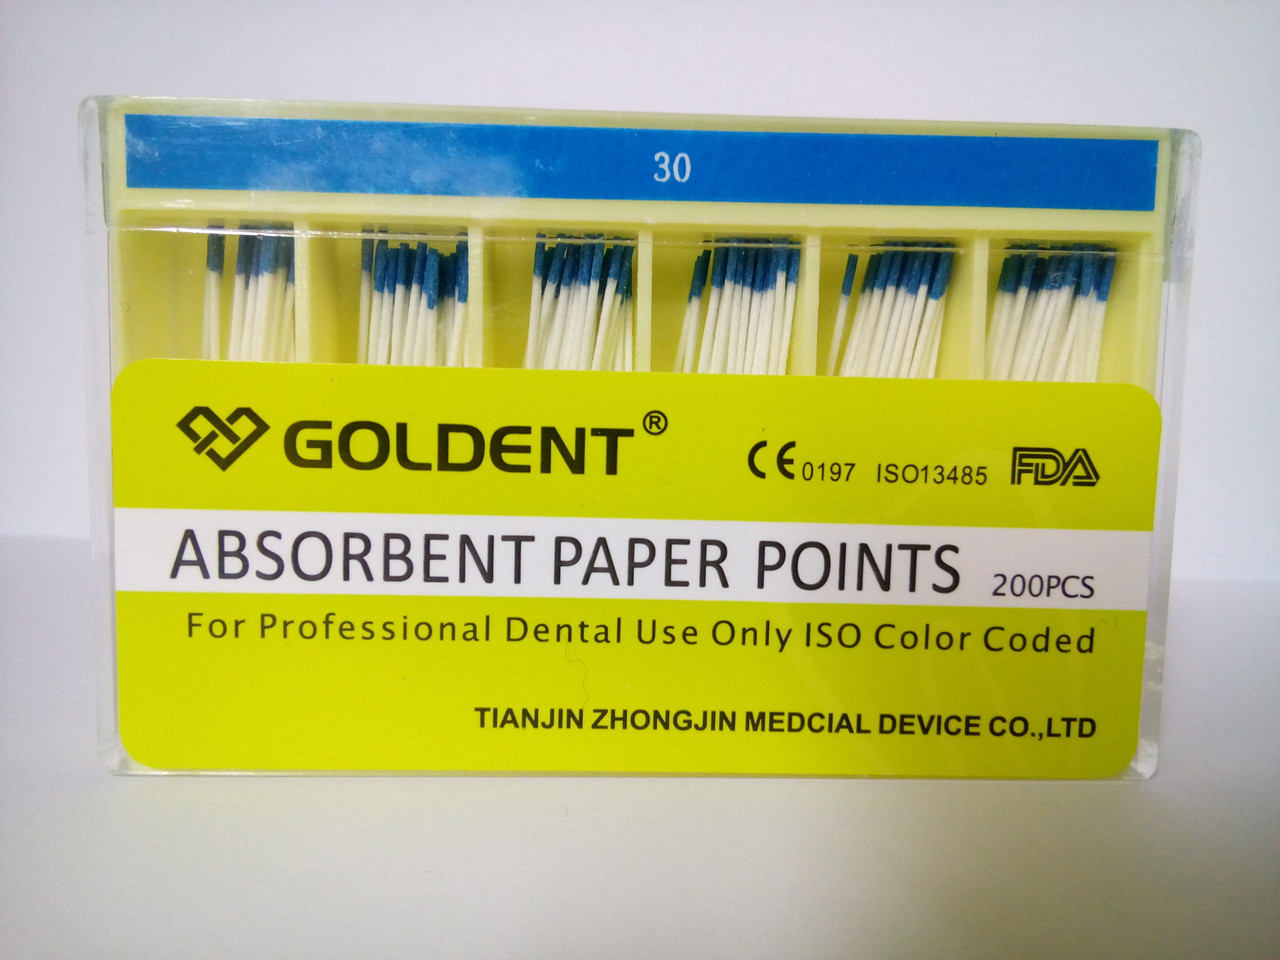 30
GOLDENT®
CE 0197 ISO13485 FDA
ABSORBENT PAPER POINTS 200PCS
For Professional Dental Use Only ISO Color Coded
TIANJIN ZHONGJIN MEDCIAL DEVICE CO.,LTD